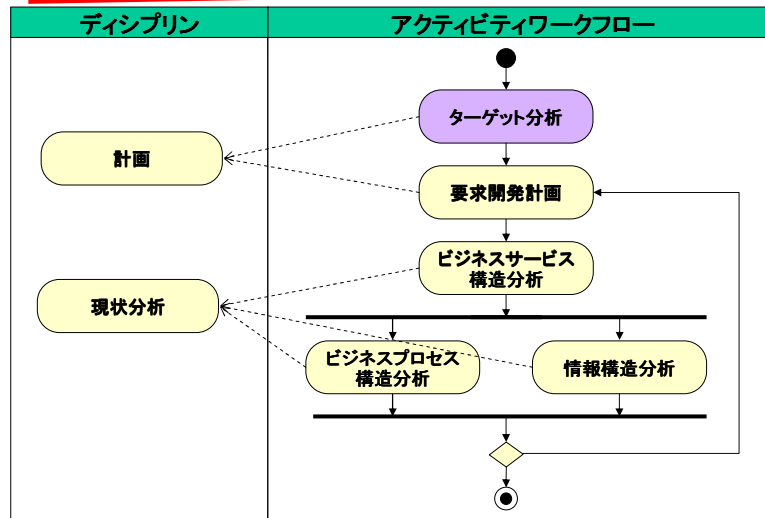 ディシプリン
アクティビティワークフロー
ターゲット分析
計画
要求開発計画
ビジネスサービス
構造分析
現状分析
ビジネスプロセス
構造分析
情報構造分析